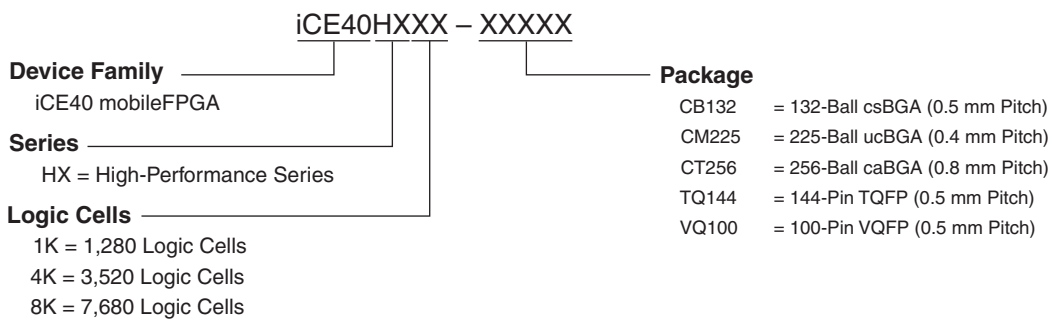 iCE40HXXX – XXXXX
Device Family
iCE40 mobileFPGA
Series
HX = High-Performance Series
Logic Cells
1K = 1,280 Logic Cells
4K = 3,520 Logic Cells
8K = 7,680 Logic Cells
Package
CB132 = 132-Ball csBGA (0.5 mm Pitch)
CM225 = 225-Ball ucBGA (0.4 mm Pitch)
CT256 = 256-Ball caBGA (0.8 mm Pitch)
TQ144 = 144-Pin TQFP (0.5 mm Pitch)
VQ100 = 100-Pin VQFP (0.5 mm Pitch)